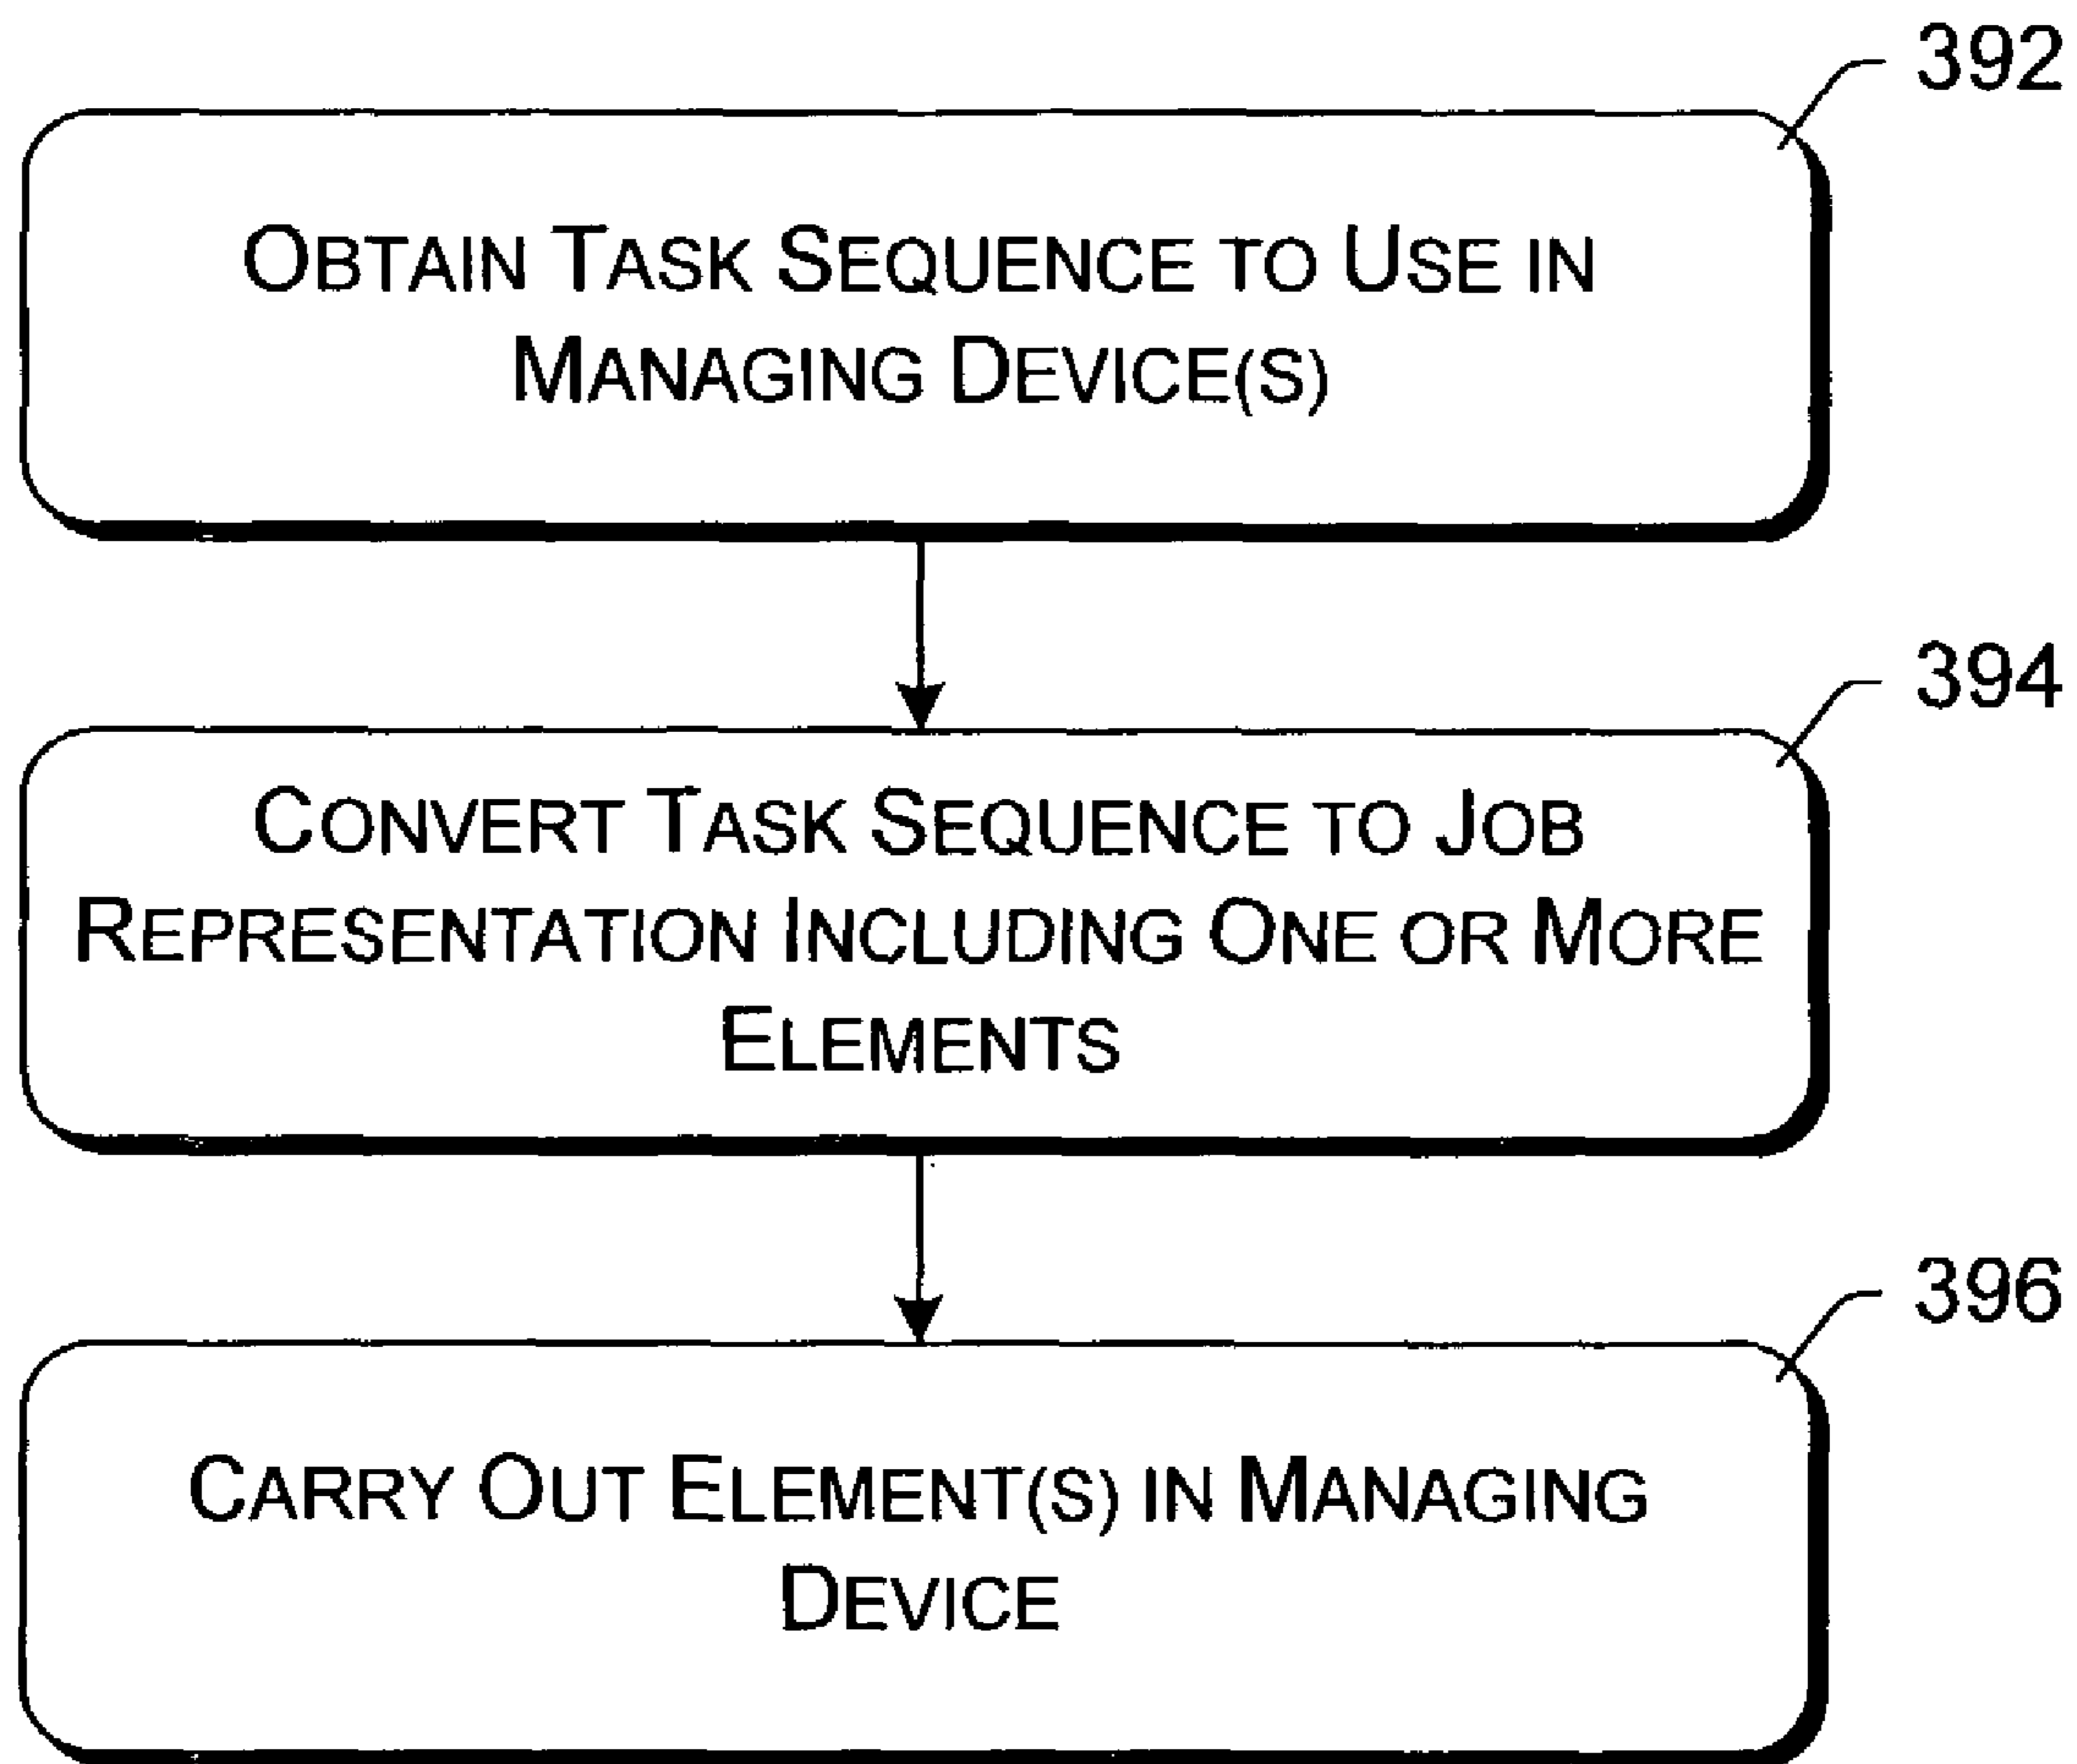 392
OBTAIN TASK SEQUENCE TO USE IN
MANAGING DEVICE(S)
394
CONVERT TASK SEQUENCE TO JOB
REPRESENTATION INCLUDING ONE OR MORE
ELEMENTS
396
CARRY OUT ELEMENT(S) IN MANAGING
DEVICE